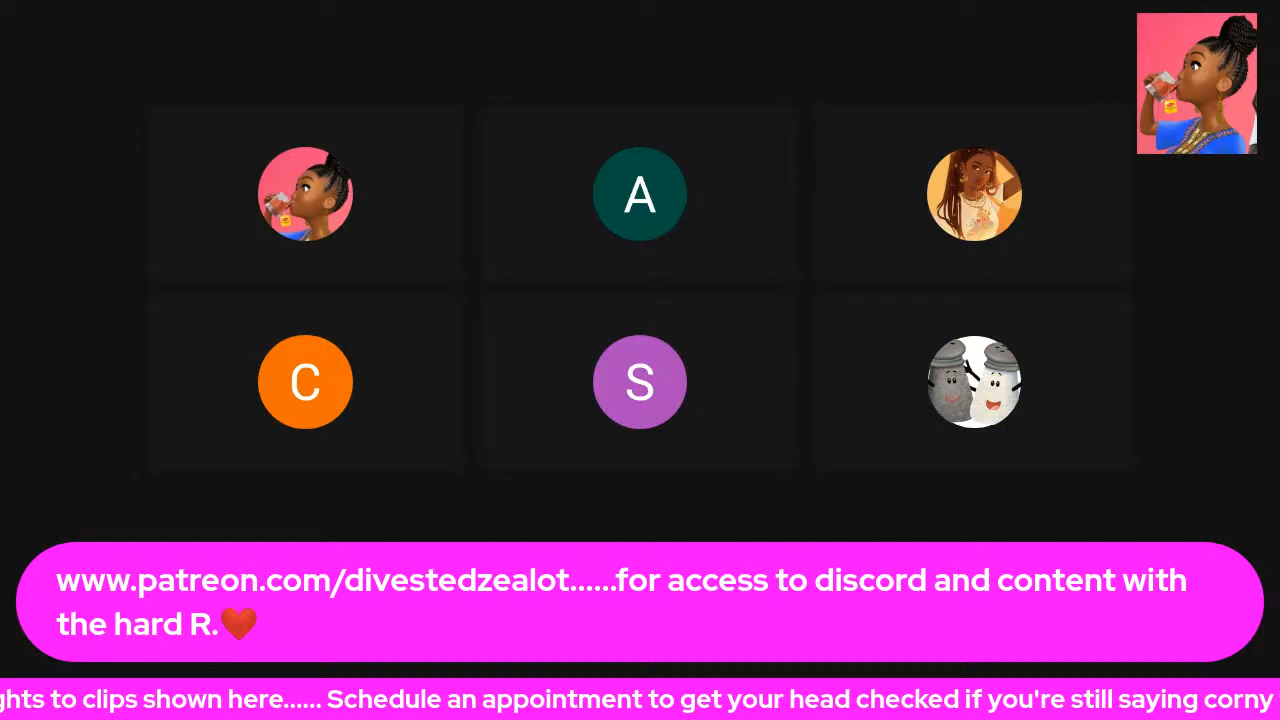 A
C
S
www.patreon.com/divestedzealot......for access to discord and content with
the hard R.❤️
ghts to clips shown here...... Schedule an appointment to get your head checked if you're still saying corny